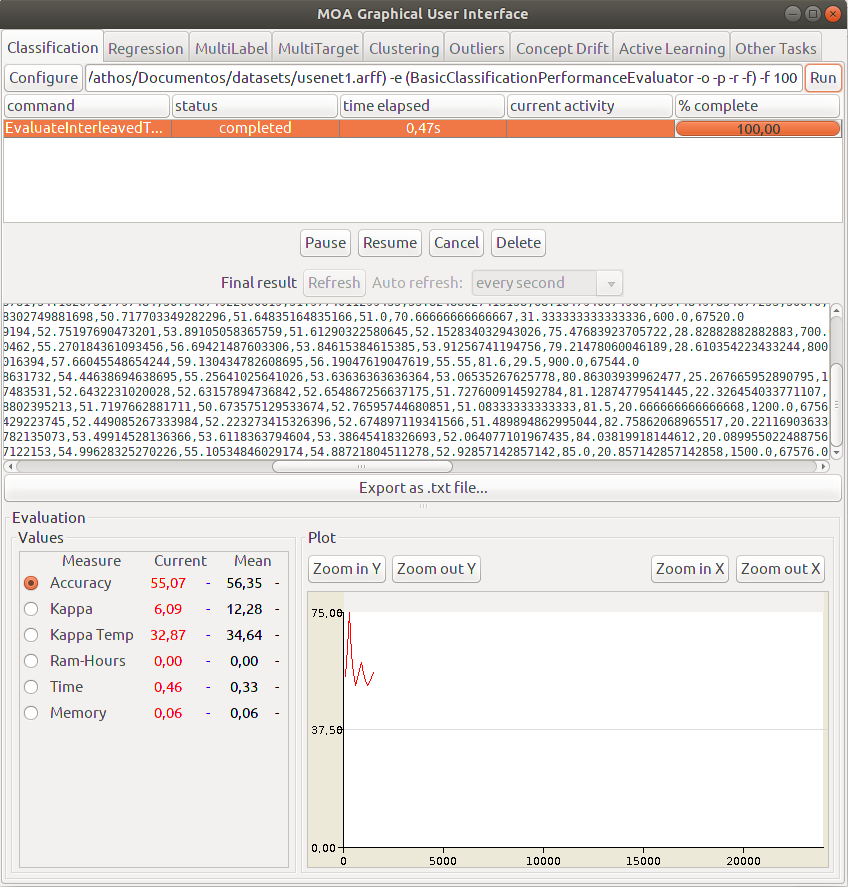 MOA Graphical User Interface
Classification Regression MultiLabel MultiTarget Clustering Outliers Concept Drift Active Learning Other Tasks
Configure /athos/Documentos/datasets/usenet1.arff) -e (BasicClassificationPerformanceEvaluator -o -p -r -f) -f 100 Run
command status time elapsed current activity % complete
EvaluateInterleavedT... completed 0,47s 100,00
Pause Resume Cancel Delete
Final result Refresh Auto refresh: every second
8302749881698,50.717703349282296,51.64835164835166,51.0,70.66666666666667,31.333333333333336,600.0,67520.0
9194,52.75197690473201,53.89105058365759,51.61290322580645,52.152834032943026,75.47683923705722,28.82888288288 2883,700.
0462,55.270184361093456,56.69421487603306,53.84615384615385,53.91256741194756,79.21478060046189,28.610354223433244,800
016394,57.66045548654244,59.130434782608695,56.19047619047619,55.55,81.6,29.5,900.0,67544.0
8631732,54.44638694638695,55.25641025641026,53.63636363636364,53.06535267625778,80.86303939962477,25.267665952890795,1
7483531,52.6432231020028,52.63157894736842,52.654867256637175,51.727600914592784,81.12874779541445,22.326454033771107,
8802395213,51.7197662881711,50.673575129533674,52.76595744680851,51.08333333333333,81.5,20.666666666666668,1200.0,6756
429223745,52.449085267333984,52.22327341532 6396,52.674897119341566,51.489894862995044,82.75862068965517,20.22116903633
782135073,53.49914528136366,53.6118363794604,53.38645418326693,52.064077101967435,84.03819918144612,20.089955022488756
7122153,54.99628325270226,55.10534846029174,54.88721804511278,52.92857142857142,85.0,20.857142857142858,1500.0,67576.0
Export as .txt file...
Evaluation
Values Plot
Measure Current Mean
Zoom in Y Zoom out Y Zoom in X Zoom out X
Accuracy 55,07 - 56,35 -
Kappa 6,09 - 12,28 -
Kappa Temp 32,87 - 34,64 -
Ram-Hours 0,00 - 0,00 -
Time 0,46 - 0,33 -
Memory 0,06 - 0,06 -
75,00
37,50
0,00
0 5000 10000 15000 20000